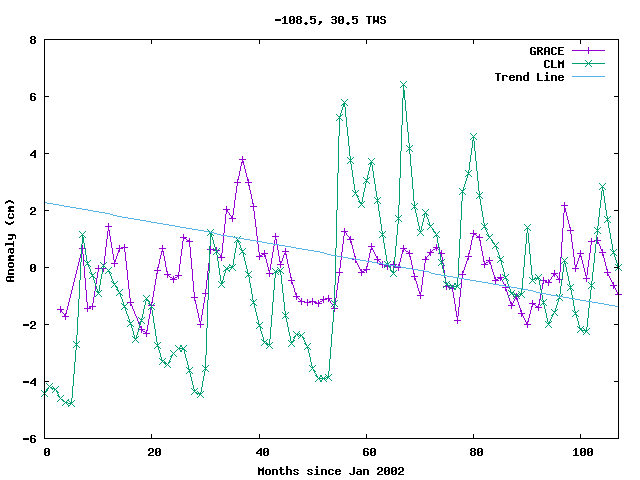 -108.5, 30.5 TWS
GRACE
CLM
Trend Line
Anomaly (cm)
8
6
4
2
0
-2
-4
-6
0 20 40 60 80 100
Months since Jan 2002